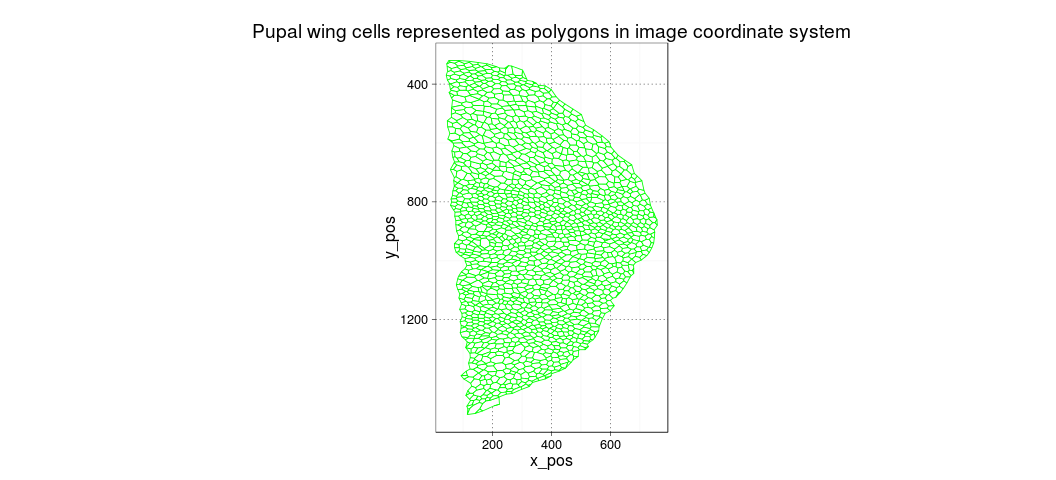 Pupal wing cells represented as polygons in image coordinate system
400
800
1200
y_pos
200 400 600
x_pos